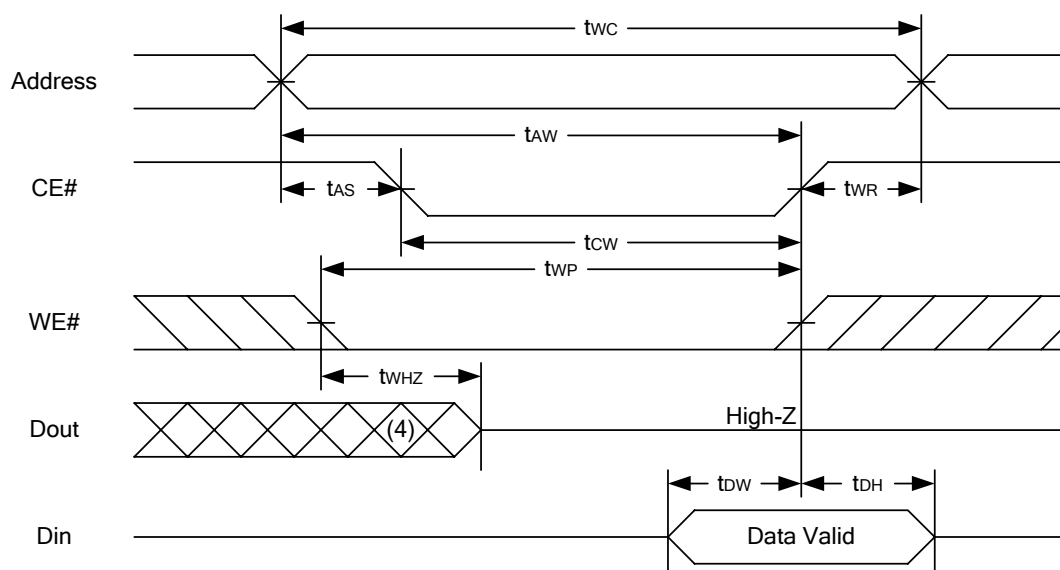 tWC
Address
tAW
CE#
tAS
tWR
tCW
tWP
WE#
tWHZ
Dout
(4)
High-Z
tDW
tDH
Din
Data Valid